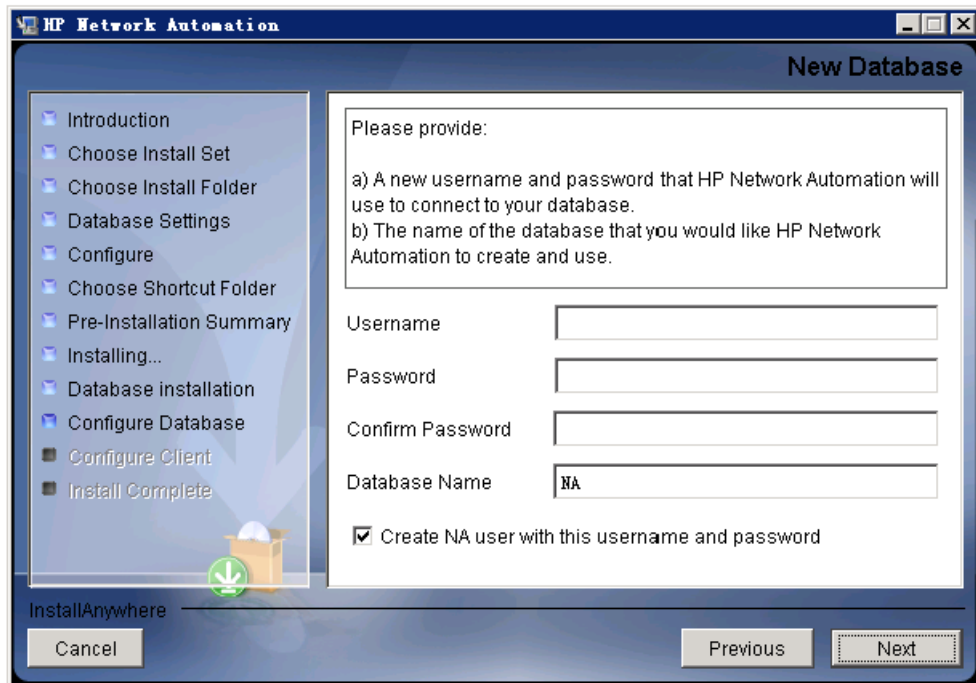 HP Network Automation
New Database
Introduction
Choose Install Set
Choose Install Folder
Database Settings
Configure
Choose Shortcut Folder
Pre-Installation Summary
Installing...
Database installation
Configure Database
Configure Client
Install Complete
Please provide:
a) A new username and password that HP Network Automation will
use to connect to your database.
b) The name of the database that you would like HP Network
Automation to create and use.
Username
Password
Confirm Password
Database Name
NA
Create NA user with this username and password
InstallAnywhere
Cancel
Previous
Next